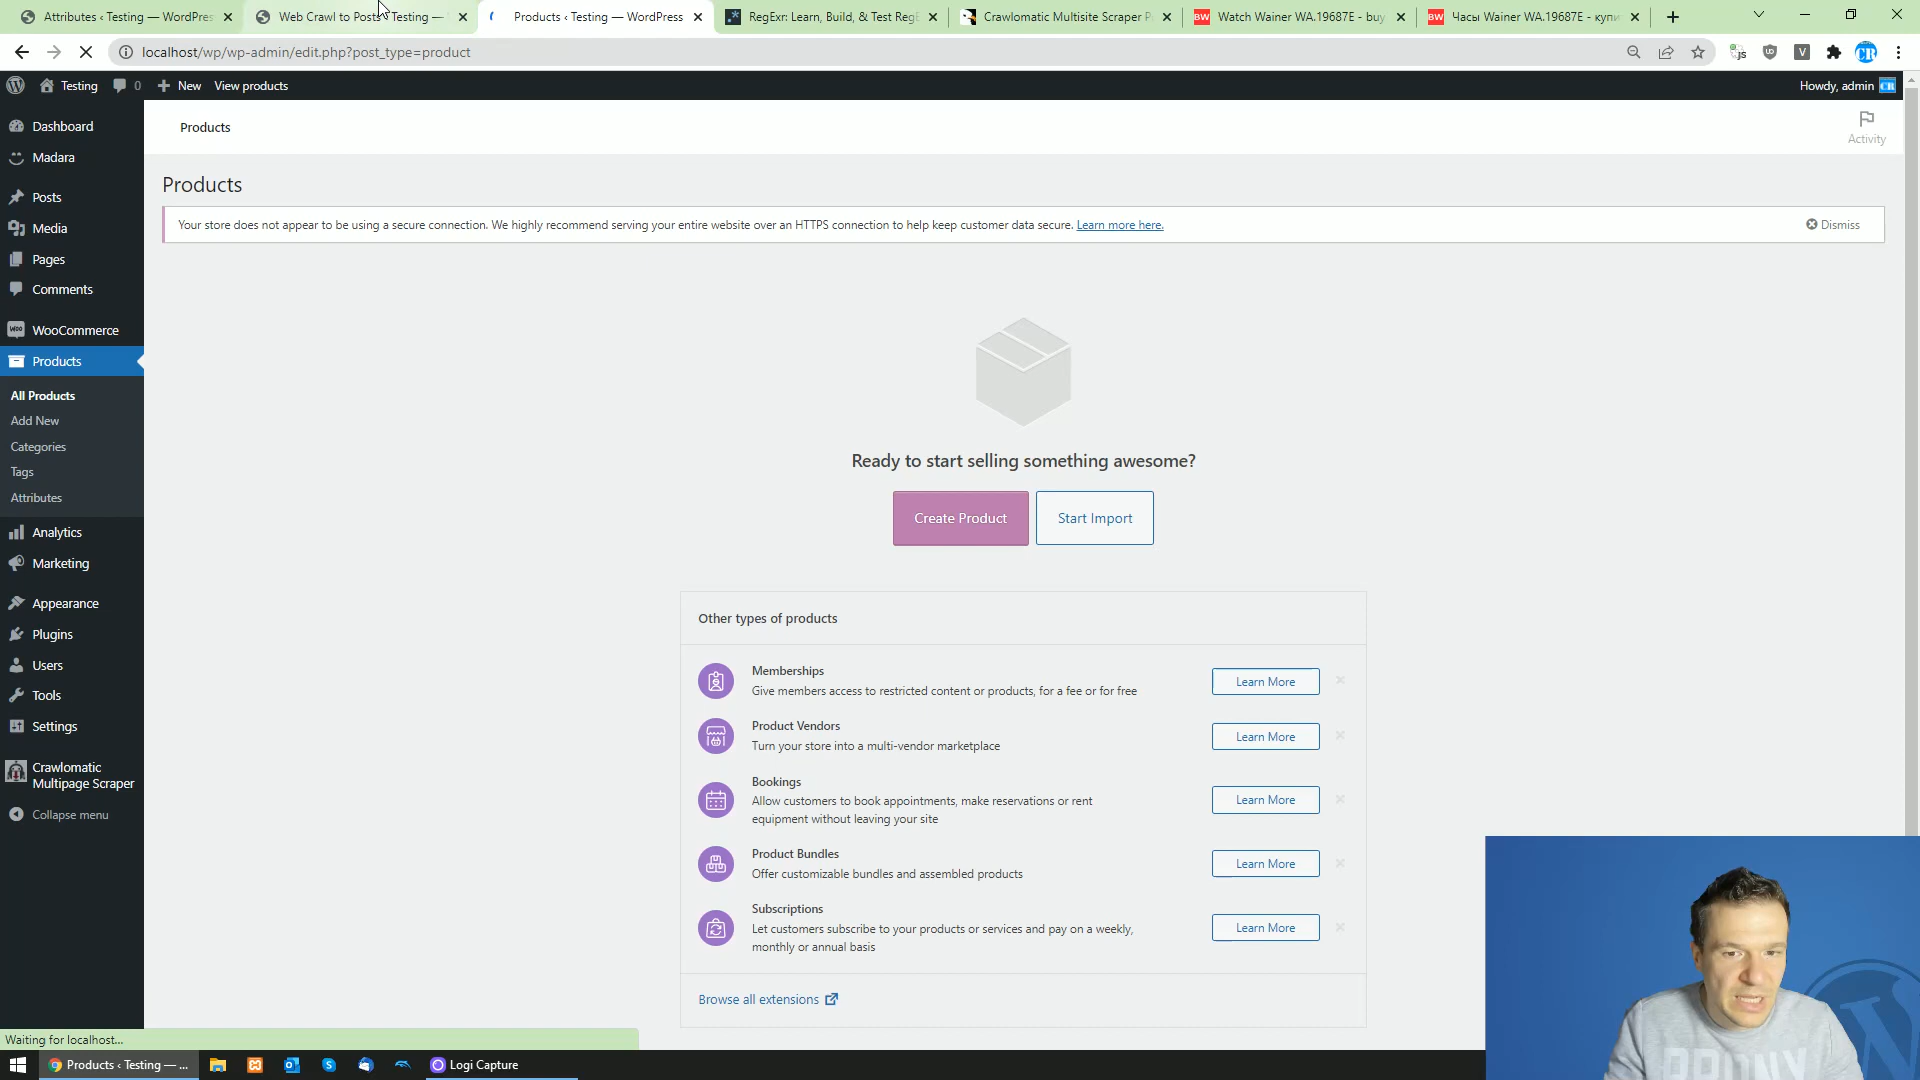 Attributes ‹ Testing — WordPres
Web Crawl to Posts Testing —
Products ‹ Testing — WordPress
RegExr: Learn, Build, & Test RegE
Crawlomatic Multisite Scraper P
BW Watch Wainer WA.19687E - buy
BW Часы Wainer WA.19687E - купи
localhost/wp/wp-admin/edit.php?post_type=product
Testing
0
New
View products
Howdy, admin
CR
Dashboard
Madara
Posts
Media
Pages
Comments
WooCommerce
Products
All Products
Add New
Categories
Tags
Attributes
Analytics
Marketing
Appearance
Plugins
Users
Tools
Settings
Crawlomatic
Multipage Scraper
Collapse menu
Products
Activity
Products
Your store does not appear to be using a secure connection. We highly recommend serving your entire website over an HTTPS connection to help keep customer data secure. Learn more here.
Dismiss
Ready to start selling something awesome?
Create Product
Start Import
Other types of products
Memberships
Give members access to restricted content or products, for a fee or for free
Learn More
Product Vendors
Turn your store into a multi-vendor marketplace
Learn More
Bookings
Allow customers to book appointments, make reservations or rent
equipment without leaving your site
Learn More
Product Bundles
Offer customizable bundles and assembled products
Learn More
Subscriptions
Let customers subscribe to your products or services and pay on a weekly,
monthly or annual basis
Learn More
Browse all extensions
Waiting for localhost...
Products ‹ Testing — ...
Logi Capture